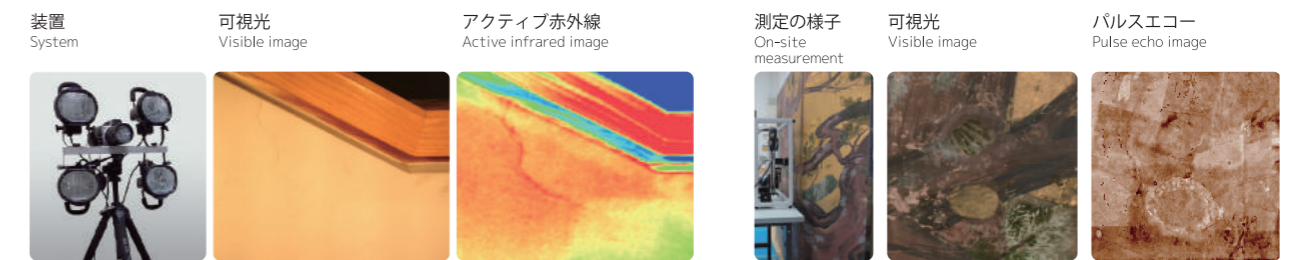 装置
System
可視光
Visible image
アクティブ赤外線
Active infrared image
測定の様子
On-site
measurement
可視光
Visible image
パルスエコー
Pulse echo image